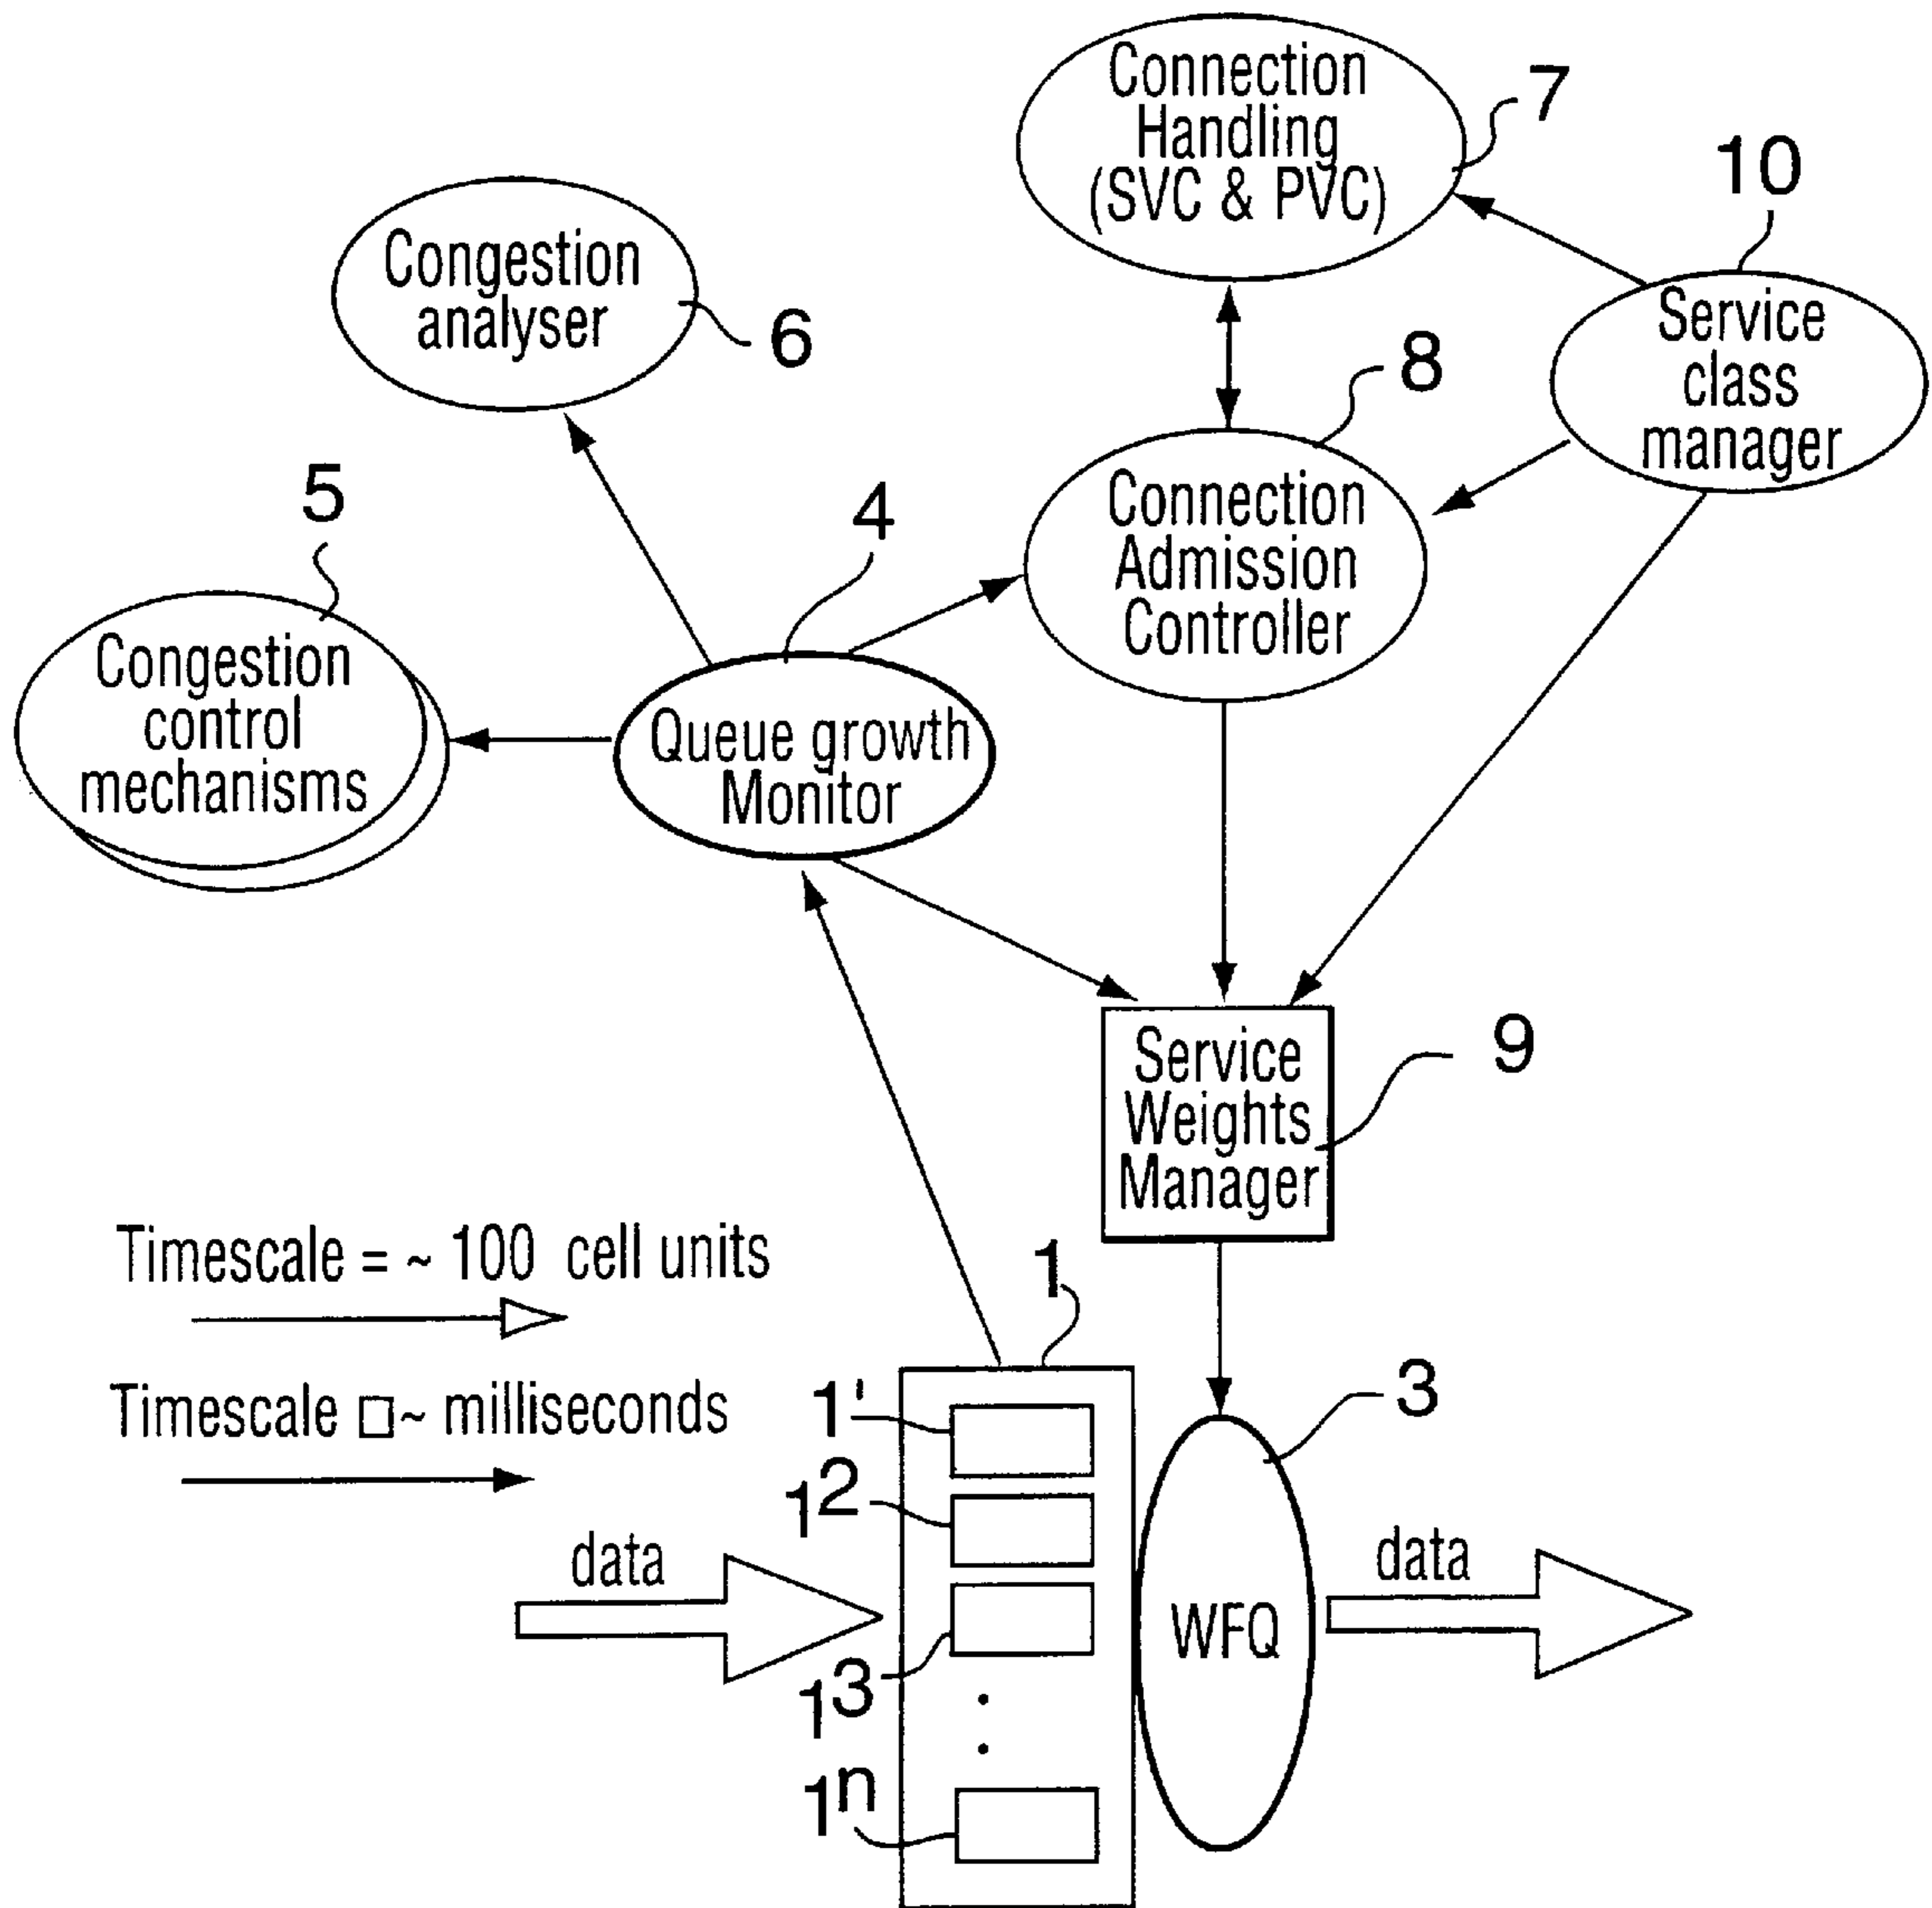 Connection
Handling
(SVC & PVC)
7
10
Congestion
analyser
6
Service
class
manager
8
Connection
Admission
Controller
5
4
Congestion
control
mechanisms
Queue growth
Monitor
Service
Weights
Manager
9
Timescale = ~ 100 cell units
Timescale □~ milliseconds
1
1'
1²
1³
1ⁿ
3
data
WFQ
data